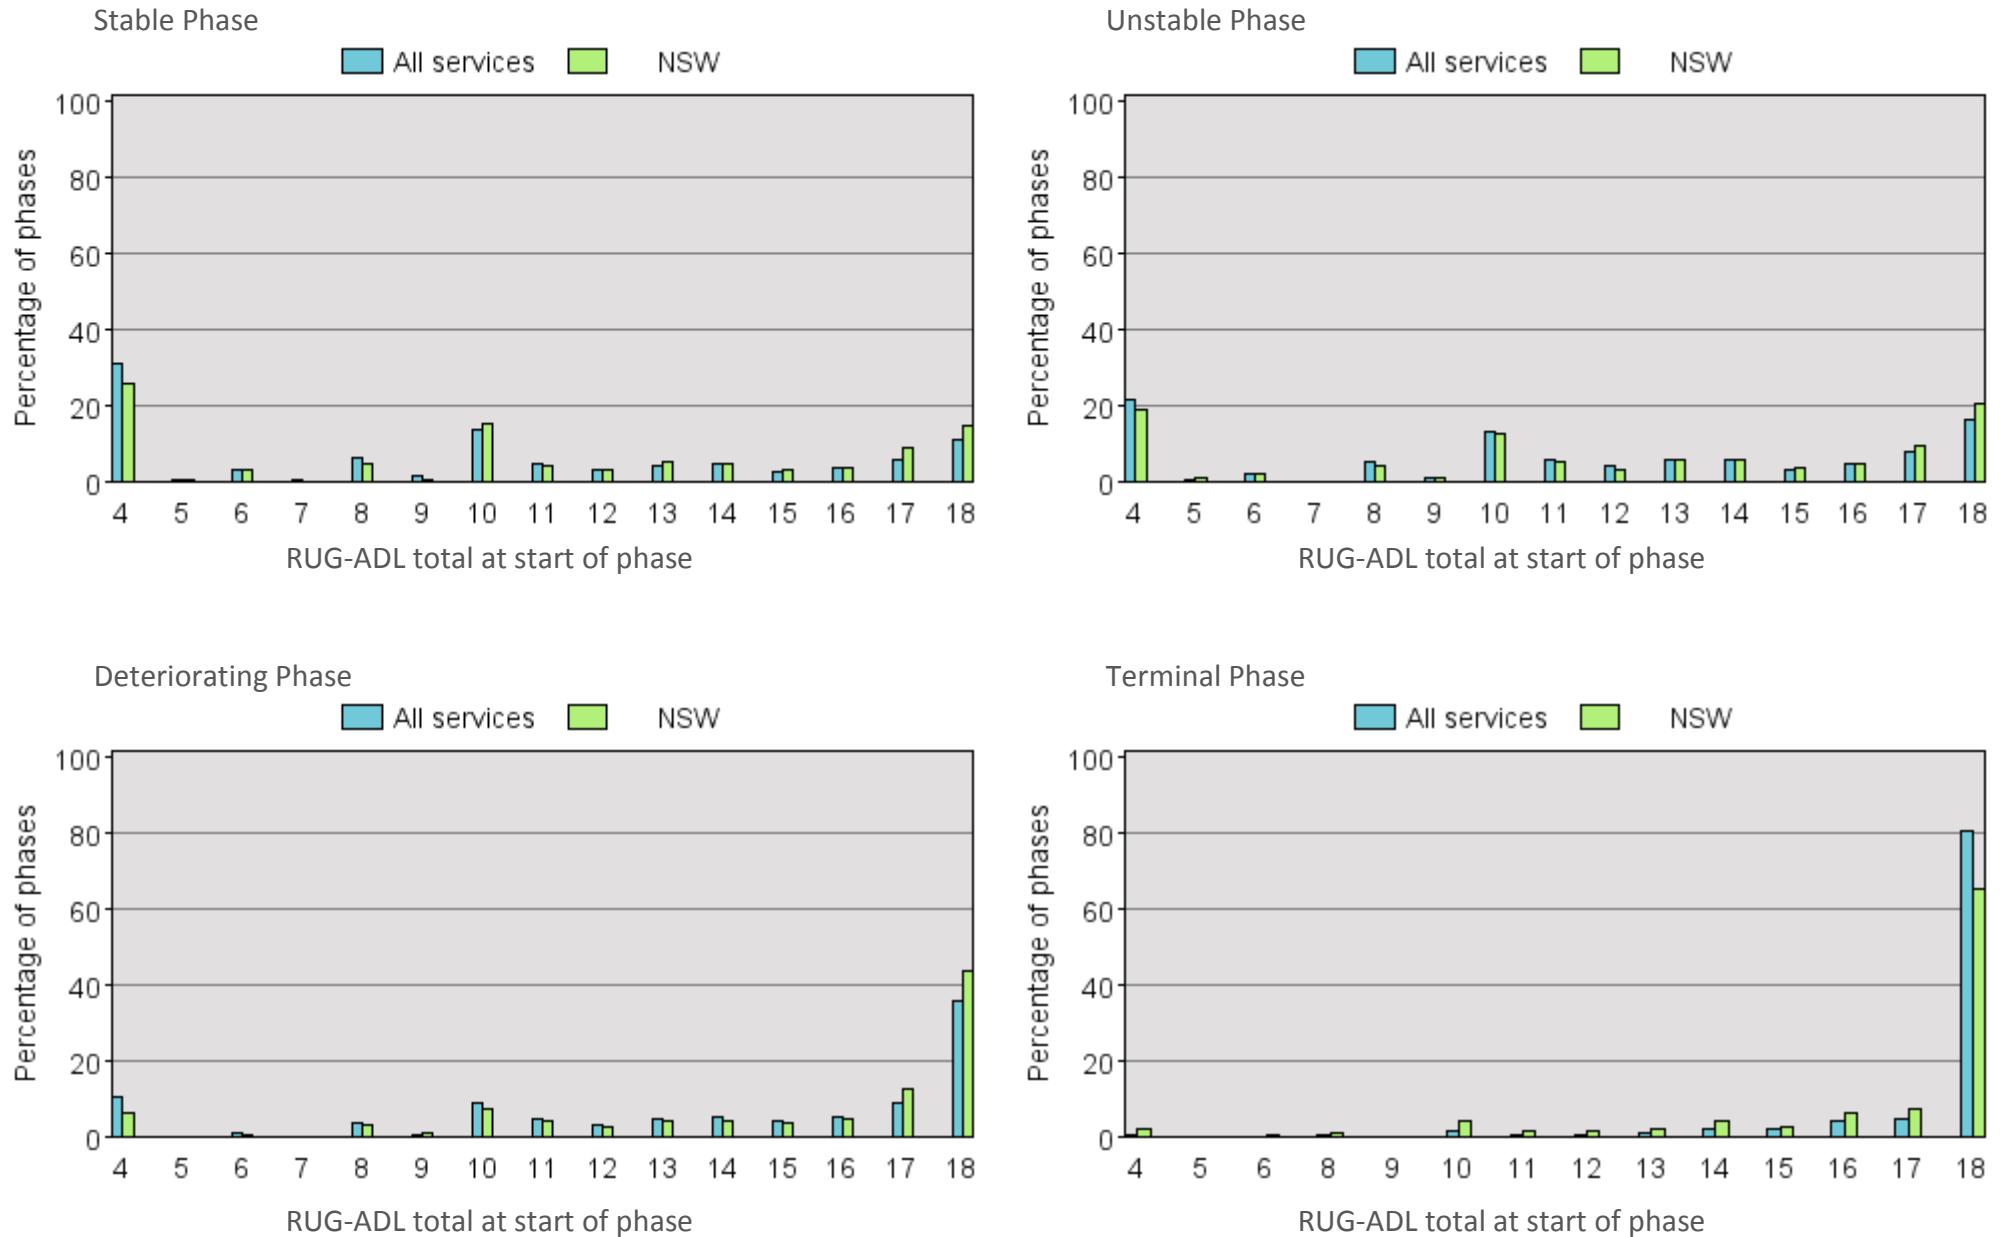 Stable Phase
All services NSW
Percentage of phases
100
80
60
40
20
0
4 5 6 7 8 9 10 11 12 13 14 15 16 17 18
RUG-ADL total at start of phase
Unstable Phase
All services NSW
Percentage of phases
100
80
60
40
20
0
4 5 6 7 8 9 10 11 12 13 14 15 16 17 18
RUG-ADL total at start of phase
Deteriorating Phase
All services NSW
Percentage of phases
100
80
60
40
20
0
4 5 6 7 8 9 10 11 12 13 14 15 16 17 18
RUG-ADL total at start of phase
Terminal Phase
All services NSW
Percentage of phases
100
80
60
40
20
0
4 5 6 8 9 10 11 12 13 14 15 16 17 18
RUG-ADL total at start of phase